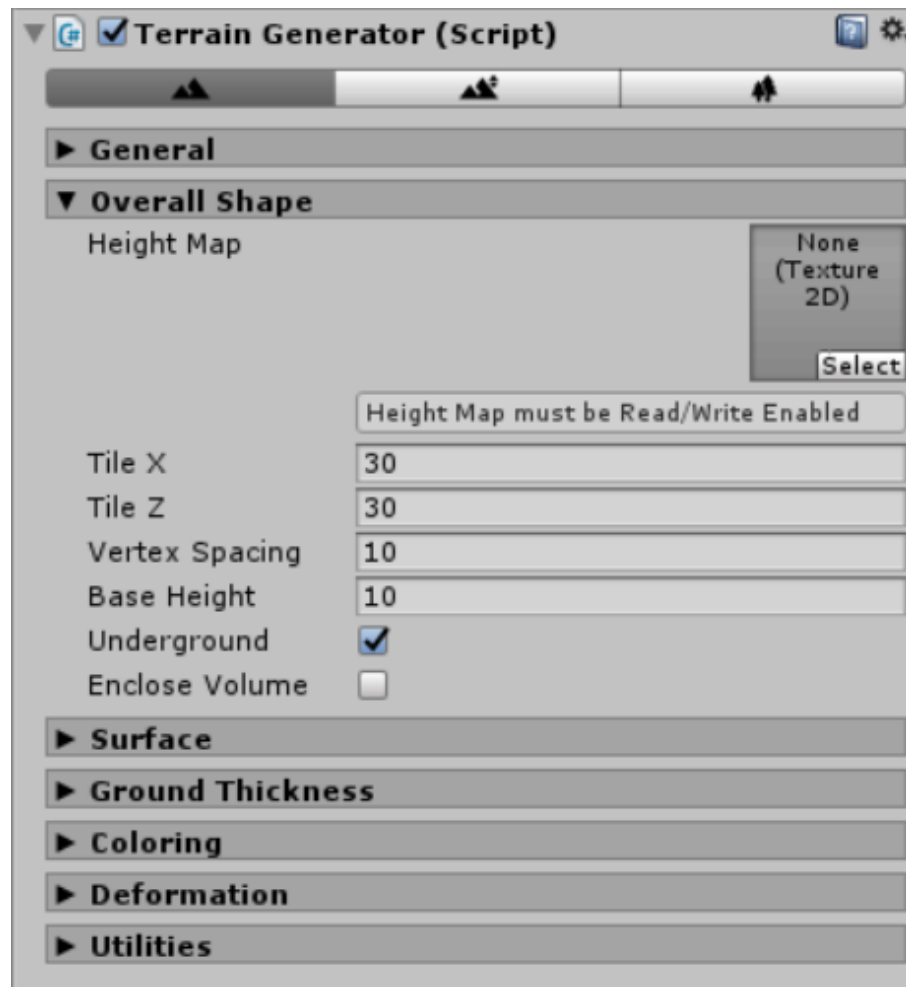 Terrain Generator (Script)
General
Overall Shape
Height Map
None
(Texture
2D)
Select
Height Map must be Read/Write Enabled
Tile X 30
Tile Z 30
Vertex Spacing 10
Base Height 10
Underground
Enclose Volume
Surface
Ground Thickness
Coloring
Deformation
Utilities